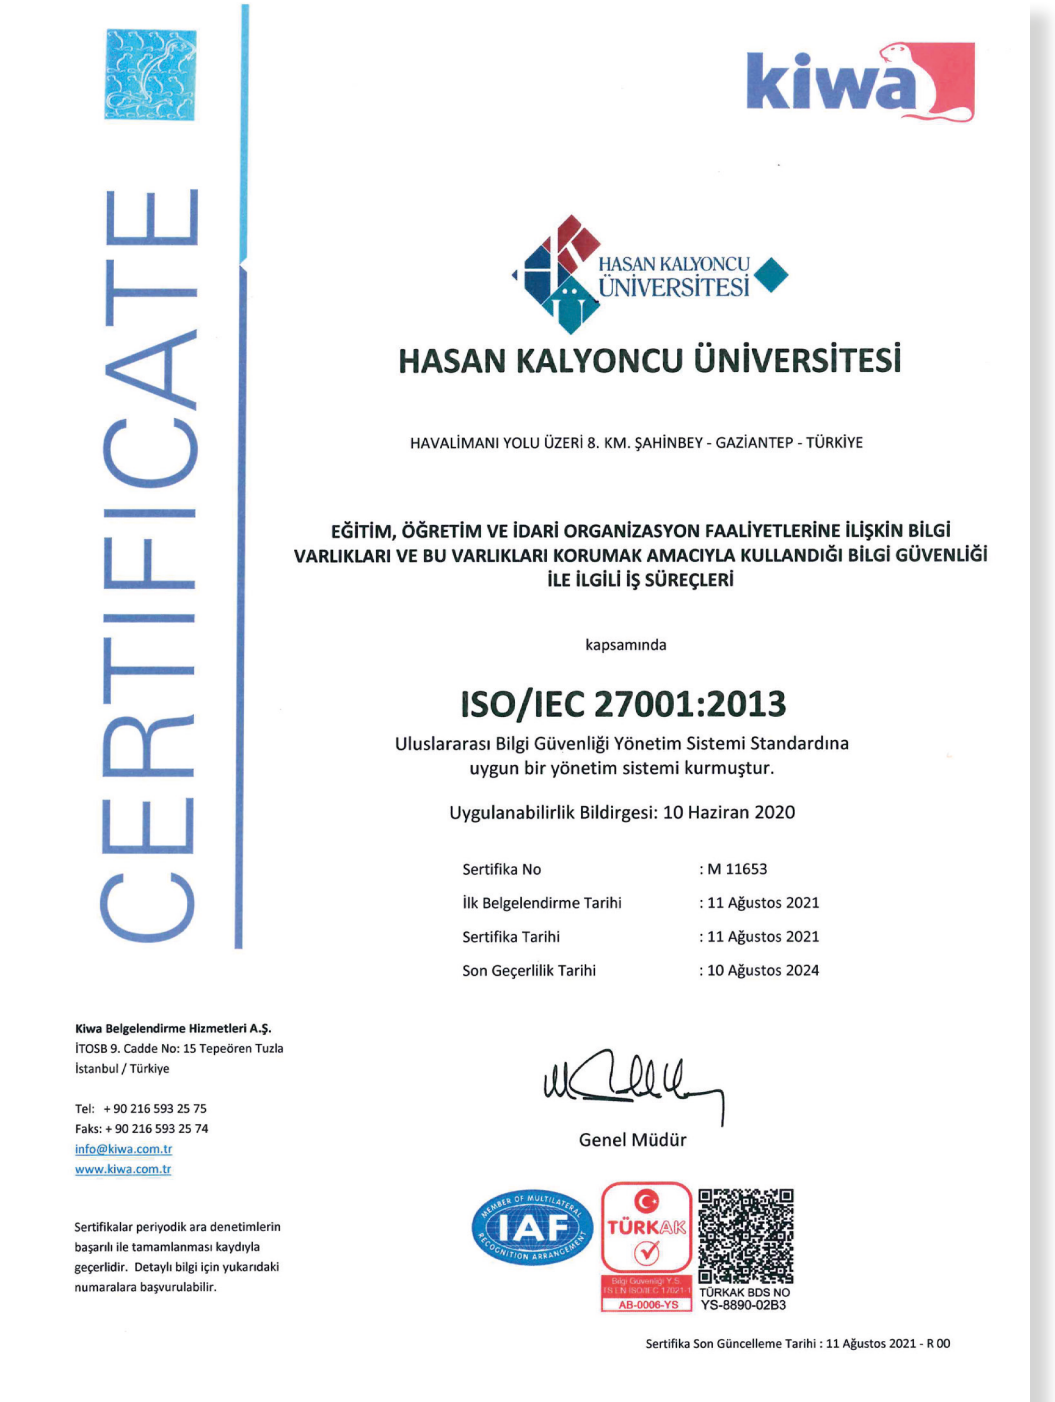 CERTIFICATE
kiwa
HASAN KALYONCU
ÜNİVERSİTESİ
HASAN KALYONCU ÜNİVERSİTESİ
HAVALİMANI YOLU ÜZERİ 8. KM. ŞAHİNBEY - GAZİANTEP - TÜRKİYE
EĞİTİM, ÖĞRETİM VE İDARİ ORGANİZASYON FAALİYETLERİNE İLİŞKİN BİLGİ
VARLIKLARI VE BU VARLIKLARI KORUMAK AMACIYLA KULLANDIĞI BİLGİ GÜVENLİĞİ
İLE İLGİLİ İŞ SÜREÇLERİ
kapsamında
ISO/IEC 27001:2013
Uluslararası Bilgi Güvenliği Yönetim Sistemi Standardına
uygun bir yönetim sistemi kurmuştur.
Uygulanabilirlik Bildirgesi: 10 Haziran 2020
Sertifika No : M 11653
İlk Belgelendirme Tarihi : 11 Ağustos 2021
Sertifika Tarihi : 11 Ağustos 2021
Son Geçerlilik Tarihi : 10 Ağustos 2024
Kiwa Belgelendirme Hizmetleri A.Ş.
İTOSB 9. Cadde No: 15 Tepeören Tuzla
İstanbul / Türkiye
Tel: + 90 216 593 25 75
Faks: + 90 216 593 25 74
info@kiwa.com.tr
www.kiwa.com.tr
Sertifikalar periyodik ara denetimlerin
başarılı ile tamamlanması kaydıyla
geçerlidir. Detaylı bilgi için yukarıdaki
numaralara başvurulabilir.
Genel Müdür
MEMBER OF MULTILATERAL
IAF
RECOGNITION ARRANGEMENT
TÜRKAK
Bilgi Güvenliği Y.S.
AB-0006-YS
TÜRKAK BDS NO
YS-8890-02B3
Sertifika Son Güncelleme Tarihi : 11 Ağustos 2021 - R 00